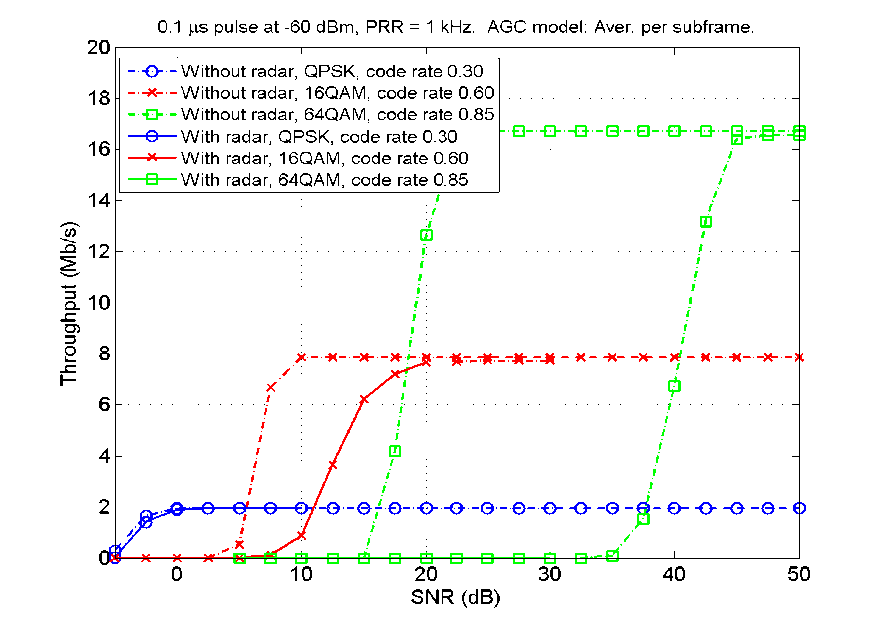 0.1 μs pulse at -60 dBm, PRR = 1 kHz.  AGC model: Aver. per subframe.
Without radar, QPSK, code rate 0.30
Without radar, 16QAM, code rate 0.60
Without radar, 64QAM, code rate 0.85
With radar, QPSK, code rate 0.30
With radar, 16QAM, code rate 0.60
With radar, 64QAM, code rate 0.85
Throughput (Mb/s)
20
18
16
14
12
10
8
6
4
2
0
0 10 20 30 40 50
SNR (dB)